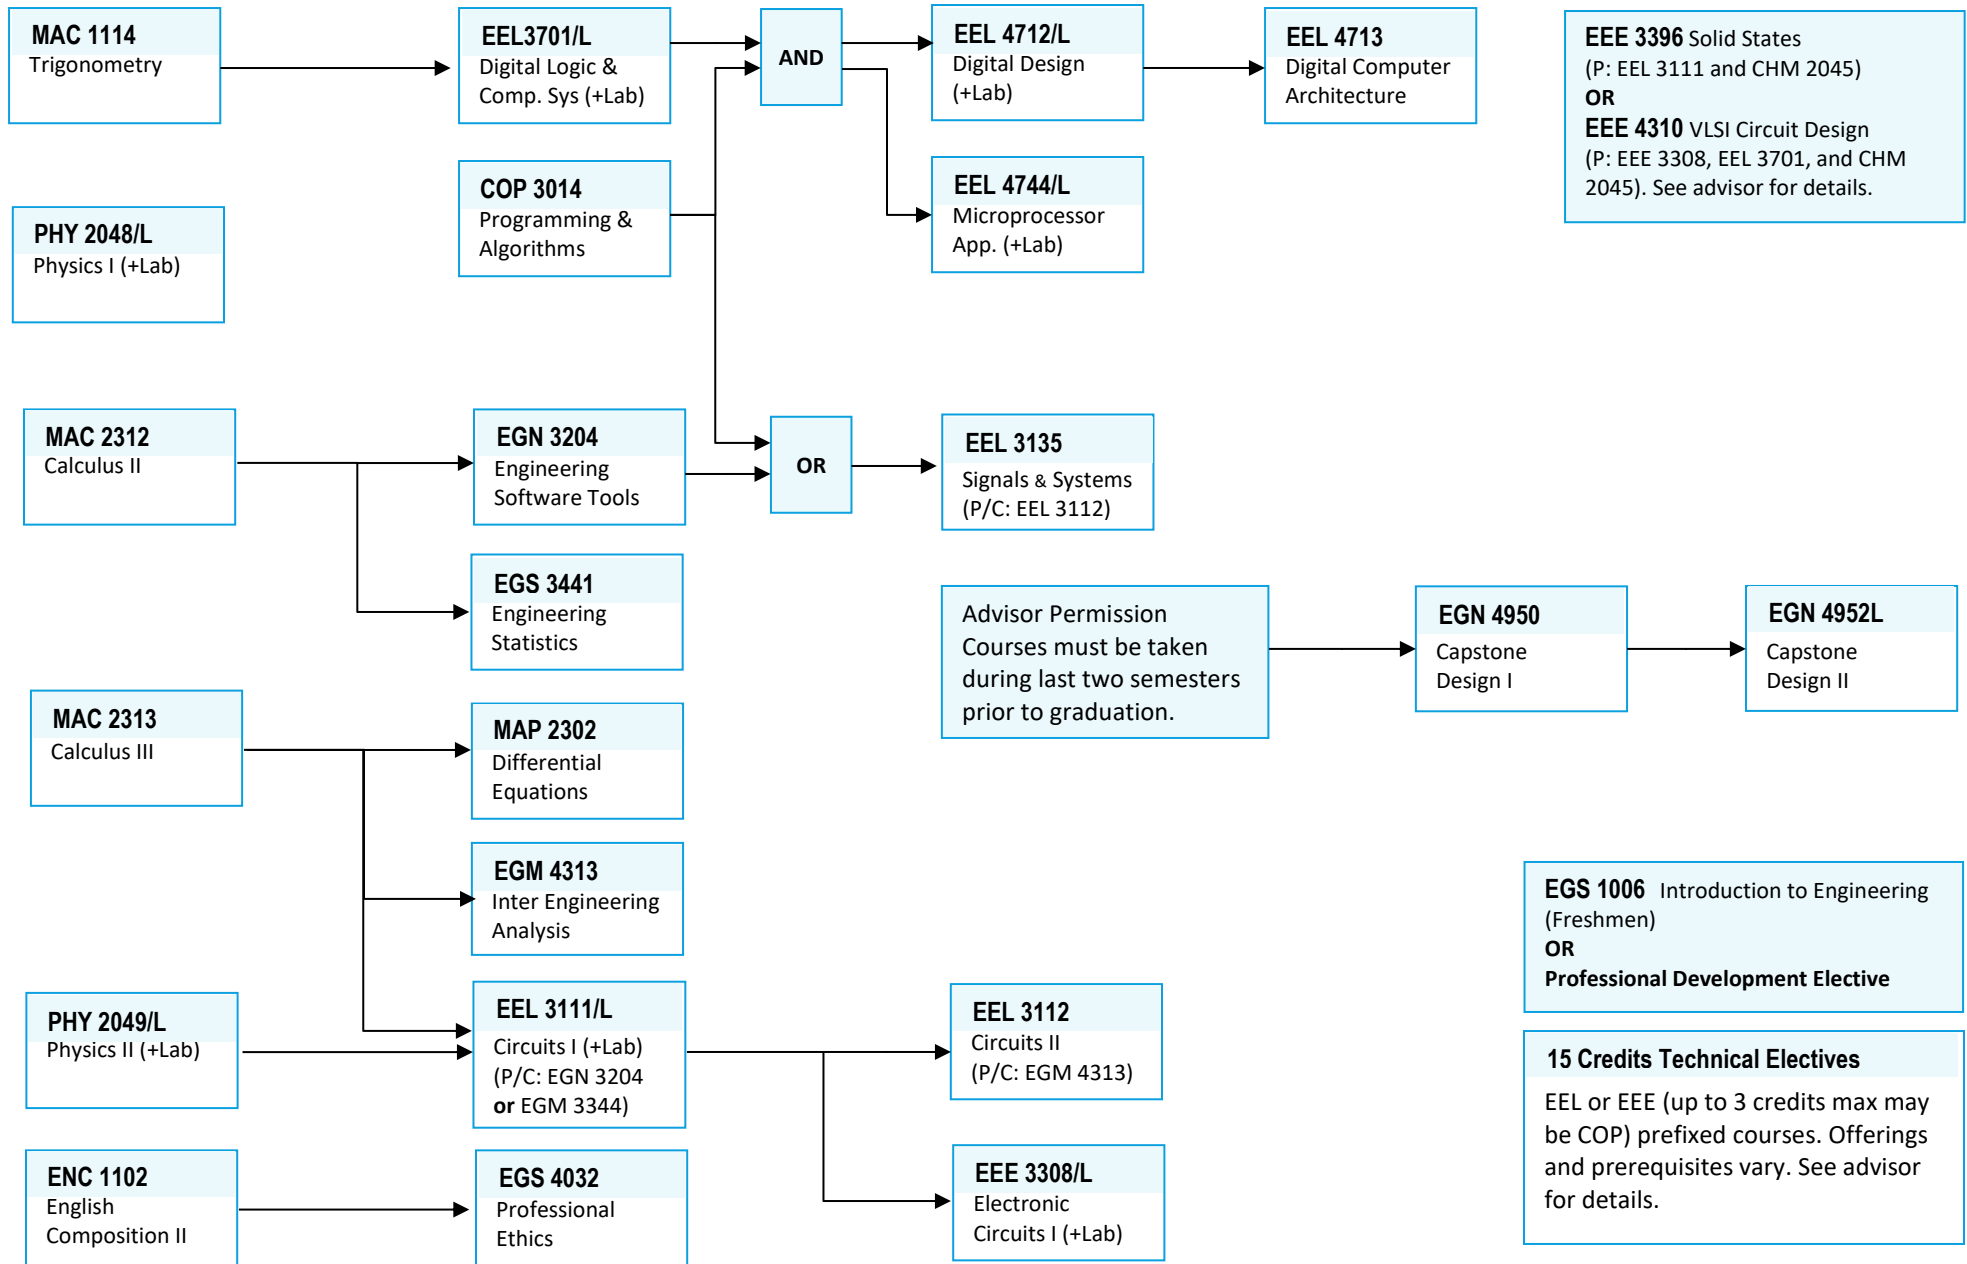 MAC 1114
Trigonometry
EEL3701/L
Digital Logic &
Comp. Sys (+Lab)
AND
EEL 4712/L
Digital Design
(+Lab)
EEL 4713
Digital Computer
Architecture
EEE 3396 Solid States
(P: EEL 3111 and CHM 2045)
OR
EEE 4310 VLSI Circuit Design
(P: EEE 3308, EEL 3701, and CHM
2045). See advisor for details.
PHY 2048/L
Physics I (+Lab)
COP 3014
Programming &
Algorithms
EEL 4744/L
Microprocessor
App. (+Lab)
MAC 2312
Calculus II
EGN 3204
Engineering
Software Tools
OR
EEL 3135
Signals & Systems
(P/C: EEL 3112)
EGS 3441
Engineering
Statistics
Advisor Permission
Courses must be taken
during last two semesters
prior to graduation.
EGN 4950
Capstone
Design I
EGN 4952L
Capstone
Design II
MAC 2313
Calculus III
MAP 2302
Differential
Equations
EGM 4313
Inter Engineering
Analysis
EGS 1006 Introduction to Engineering
(Freshmen)
OR
Professional Development Elective
PHY 2049/L
Physics II (+Lab)
EEL 3111/L
Circuits I (+Lab)
(P/C: EGN 3204
or EGM 3344)
EEL 3112
Circuits II
(P/C: EGM 4313)
15 Credits Technical Electives
EEL or EEE (up to 3 credits max may
be COP) prefixed courses. Offerings
and prerequisites vary. See advisor
for details.
ENC 1102
English
Composition II
EGS 4032
Professional
Ethics
EEE 3308/L
Electronic
Circuits I (+Lab)